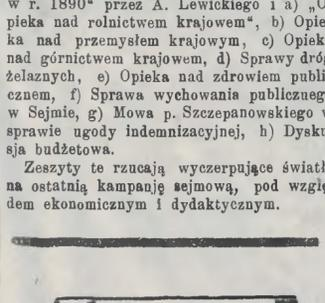 w r. 1890" przez A. Lewickiego i a) „O
pieka nad rolnictwem krajowem", b) Opie
ka nad przemysłem krajowym, c) Opiek
nad górnictwem krajowem, d) Sprawy dróg
żelaznych, e) Opieka nad zdrowiem publi
cznem, f) Sprawa wychowania publiczneg
w Sejmie, g) Mowa p. Szczepanowskiego w
sprawie ugody indemnizacyjnej, h) Dysku
sja budżetowa.
Zeszyty te rzucają wyczerpujące światł
na ostatnią kampanję sejmową, pod wzglę
dem ekonomicznym i dydaktycznym.